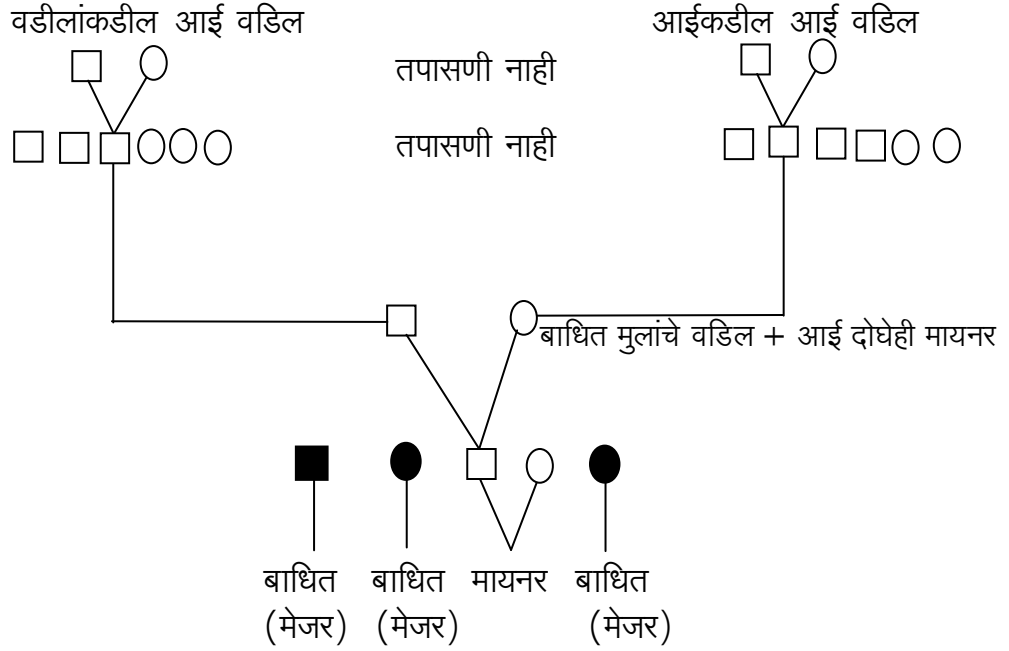 वडीलांकडील आई वडिल
आईकडील आई वडिल
तपासणी नाही
तपासणी नाही
बाधित मुलांचे वडिल + आई दोघेही मायनर
बाधित बाधित मायनर बाधित
(मेजर) (मेजर) (मेजर)